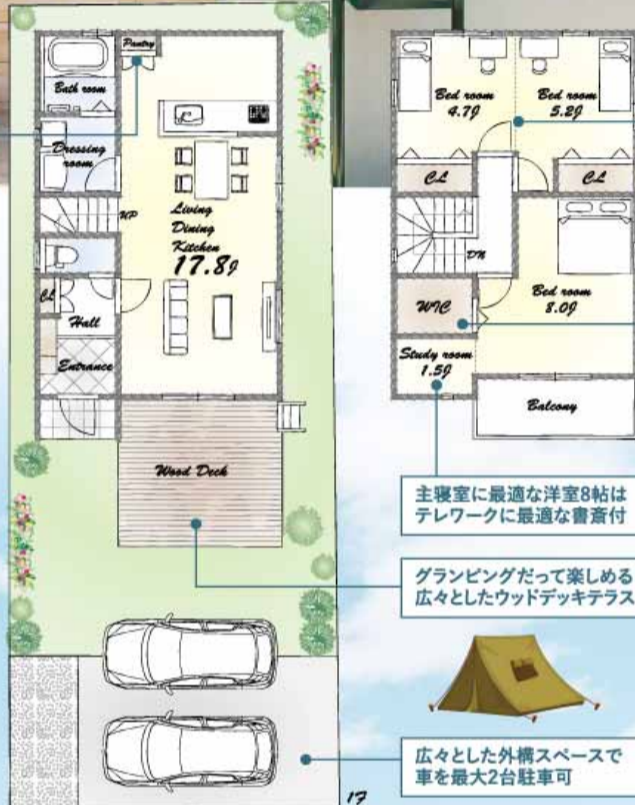 Pantry
Bath room
Dressing
room
UP
Living
Dining
Kitchen
17.8J
CL
Hall
Entrance
Wood Deck
1F
Bed room
4.7J
Bed room
5.2J
CL
CL
DN
WIC
Bed room
8.0J
Study room
1.5J
Balcony
主寝室に最適な洋室8帖は
テレワークに最適な書斎付
グランピングだって楽しめる
広々としたウッドデッキテラス
広々とした外構スペースで
車を最大2台駐車可